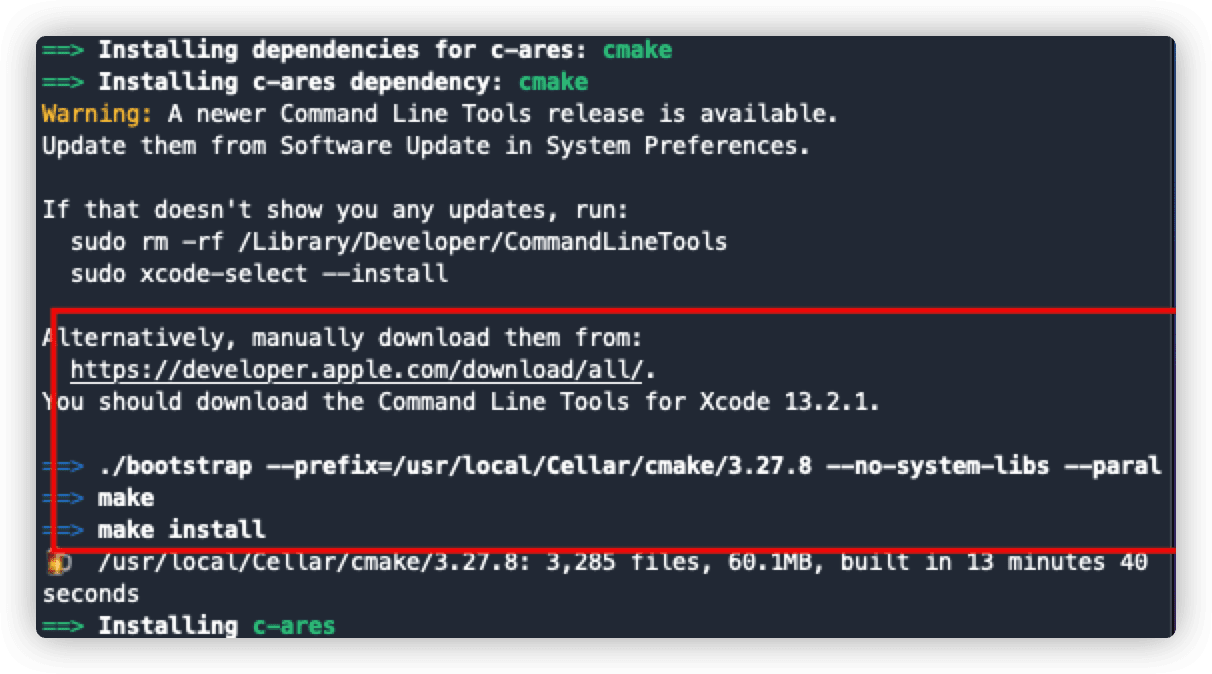 ==> Installing dependencies for c-ares: cmake
==> Installing c-ares dependency: cmake
Warning: A newer Command Line Tools release is available.
Update them from Software Update in System Preferences.
If that doesn't show you any updates, run:
sudo rm -rf /Library/Developer/CommandLineTools
sudo xcode-select --install
Alternatively, manually download them from:
https://developer.apple.com/download/all/.
You should download the Command Line Tools for Xcode 13.2.1.
==> ./bootstrap --prefix=/usr/local/Cellar/cmake/3.27.8 --no-system-libs --paral
==> make
==> make install
🍺 /usr/local/Cellar/cmake/3.27.8: 3,285 files, 60.1MB, built in 13 minutes 40
seconds
==> Installing c-ares